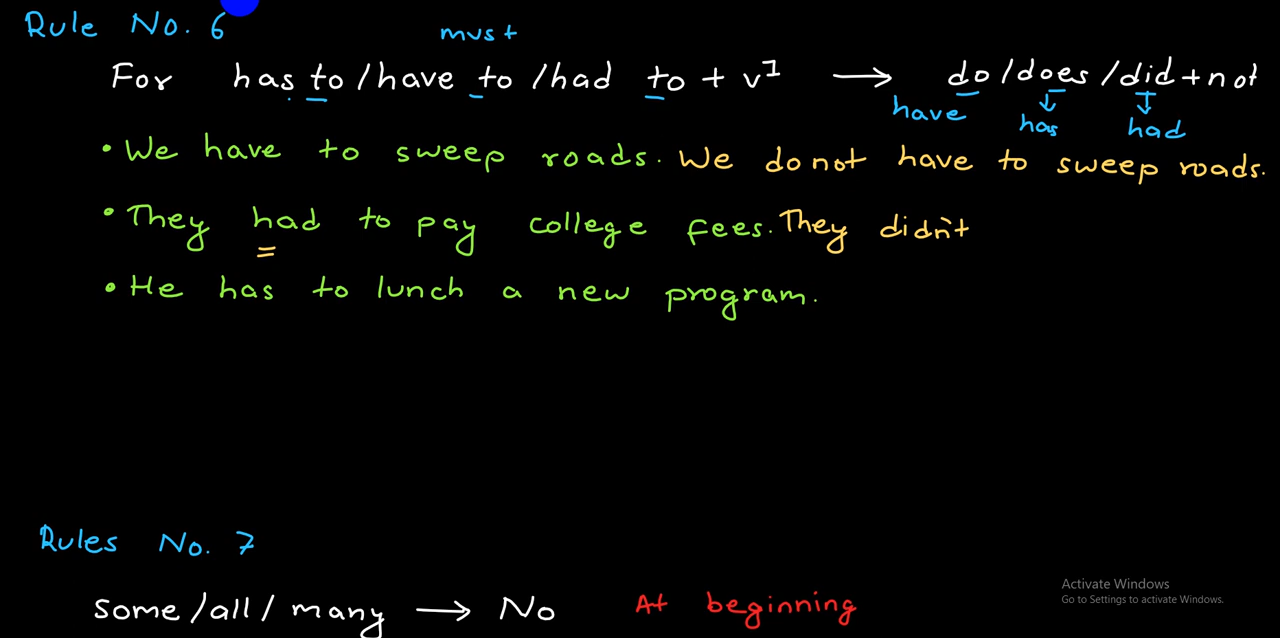 Rule No. 6
must
For has to / have to / had to + v¹ → do / does / did + not
have has had
• We have to sweep roads. We do not have to sweep roads.
• They had to pay college fees. They didn't
• He has to lunch a new program.
Rules No. 7
some / all / many → No At beginning
Activate Windows
Go to Settings to activate Windows.